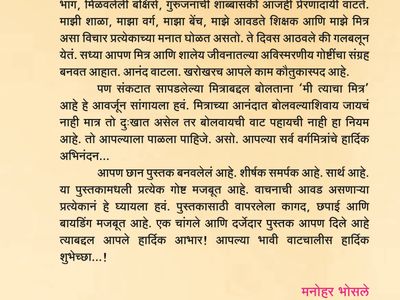 भाग, मिळवलेली बक्षिसं, गुरुजनांची शाब्बासकी आजही प्रेरणादायी वाटते.
माझी शाळा, माझा वर्ग, माझा बेंच, माझे आवडते शिक्षक आणि माझे मित्र
असा विचार प्रत्येकाच्या मनात घोळत असतो. ते दिवस आठवले की गलबलून
येतं. सध्या आपण मित्र आणि शालेय जीवनातल्या अविस्मरणीय गोष्टींचा संग्रह
बनवत आहात. आनंद वाटला. खरोखरच आपले काम कौतुकास्पद आहे.
पण संकटात सापडलेल्या मित्राबद्दल बोलताना ‘मी त्याचा मित्र’
आहे हे आवर्जून सांगायला हवं. मित्राच्या आनंदात बोलवल्याशिवाय जायचं
नाही मात्र तो दुःखात असेल तर बोलवायची वाट पहायची नाही हा नियम
आहे. तो आपल्याला पाळला पाहिजे. असो. आपल्या सर्व वर्गमित्रांचे हार्दिक
अभिनंदन...
आपण छान पुस्तक बनवलेलं आहे. शीर्षक समर्पक आहे. सार्थ आहे.
या पुस्तकामधली प्रत्येक गोष्ट मजबूत आहे. वाचनाची आवड असणाऱ्या
प्रत्येकानं हे घ्यायला हवं. पुस्तकासाठी वापरलेला कागद, छपाई आणि
बायडिंग मजबूत आहे. एक चांगले आणि दर्जेदार पुस्तक आपण दिले आहे
त्याबद्दल आपले हार्दिक आभार! आपल्या भावी वाटचालीस हार्दिक
शुभेच्छा...!
मनोहर भोसले